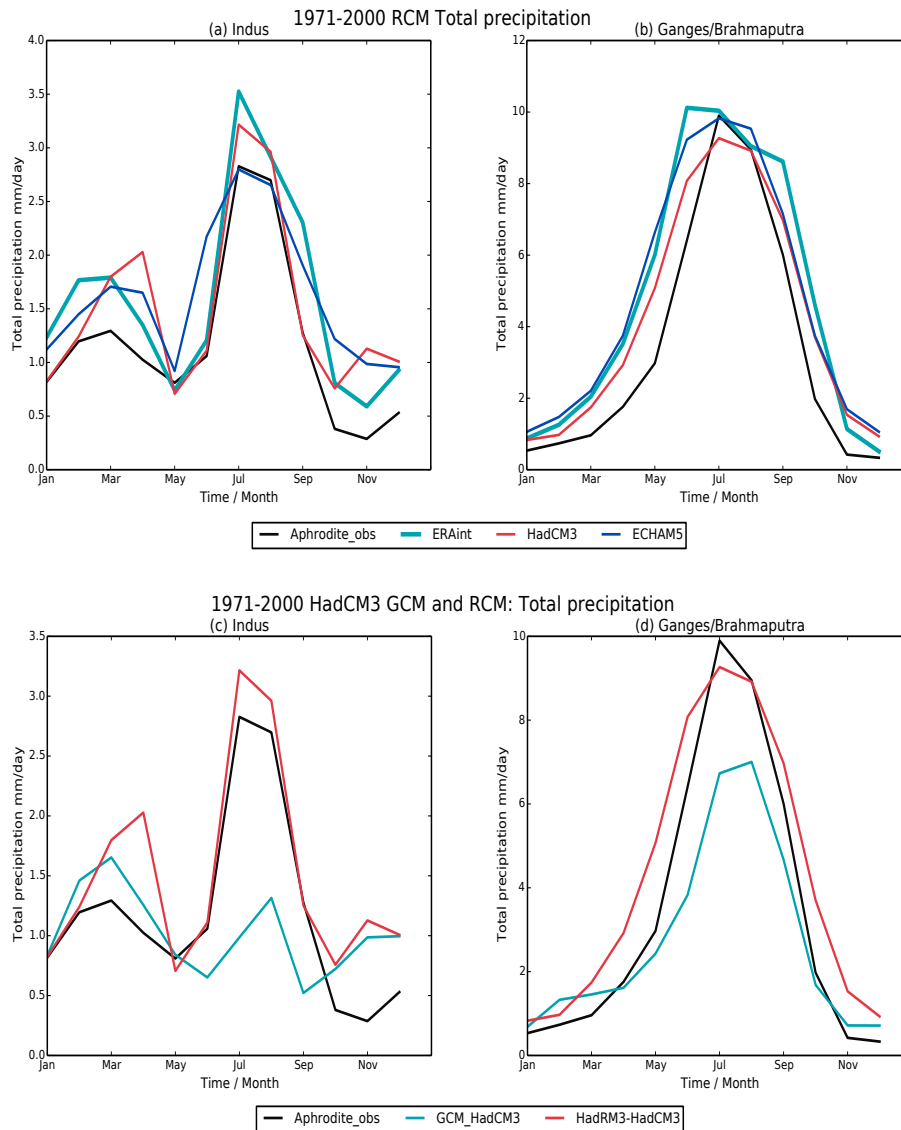 1971-2000 RCM Total precipitation
(a) Indus
(b) Ganges/Brahmaputra
Total precipitation mm/day
4.0
3.5
3.0
2.5
2.0
1.5
1.0
0.5
0.0
Jan Mar May Jul Sep Nov
Time / Month
Total precipitation mm/day
12
10
8
6
4
2
0
Jan Mar May Jul Sep Nov
Time / Month
Aphrodite_obs ERAint HadCM3 ECHAM5
1971-2000 HadCM3 GCM and RCM: Total precipitation
(c) Indus
(d) Ganges/Brahmaputra
Total precipitation mm/day
3.5
3.0
2.5
2.0
1.5
1.0
0.5
0.0
Jan Mar May Jul Sep Nov
Time / Month
Total precipitation mm/day
10
8
6
4
2
0
Jan Mar May Jul Sep Nov
Time / Month
Aphrodite_obs GCM_HadCM3 HadRM3-HadCM3